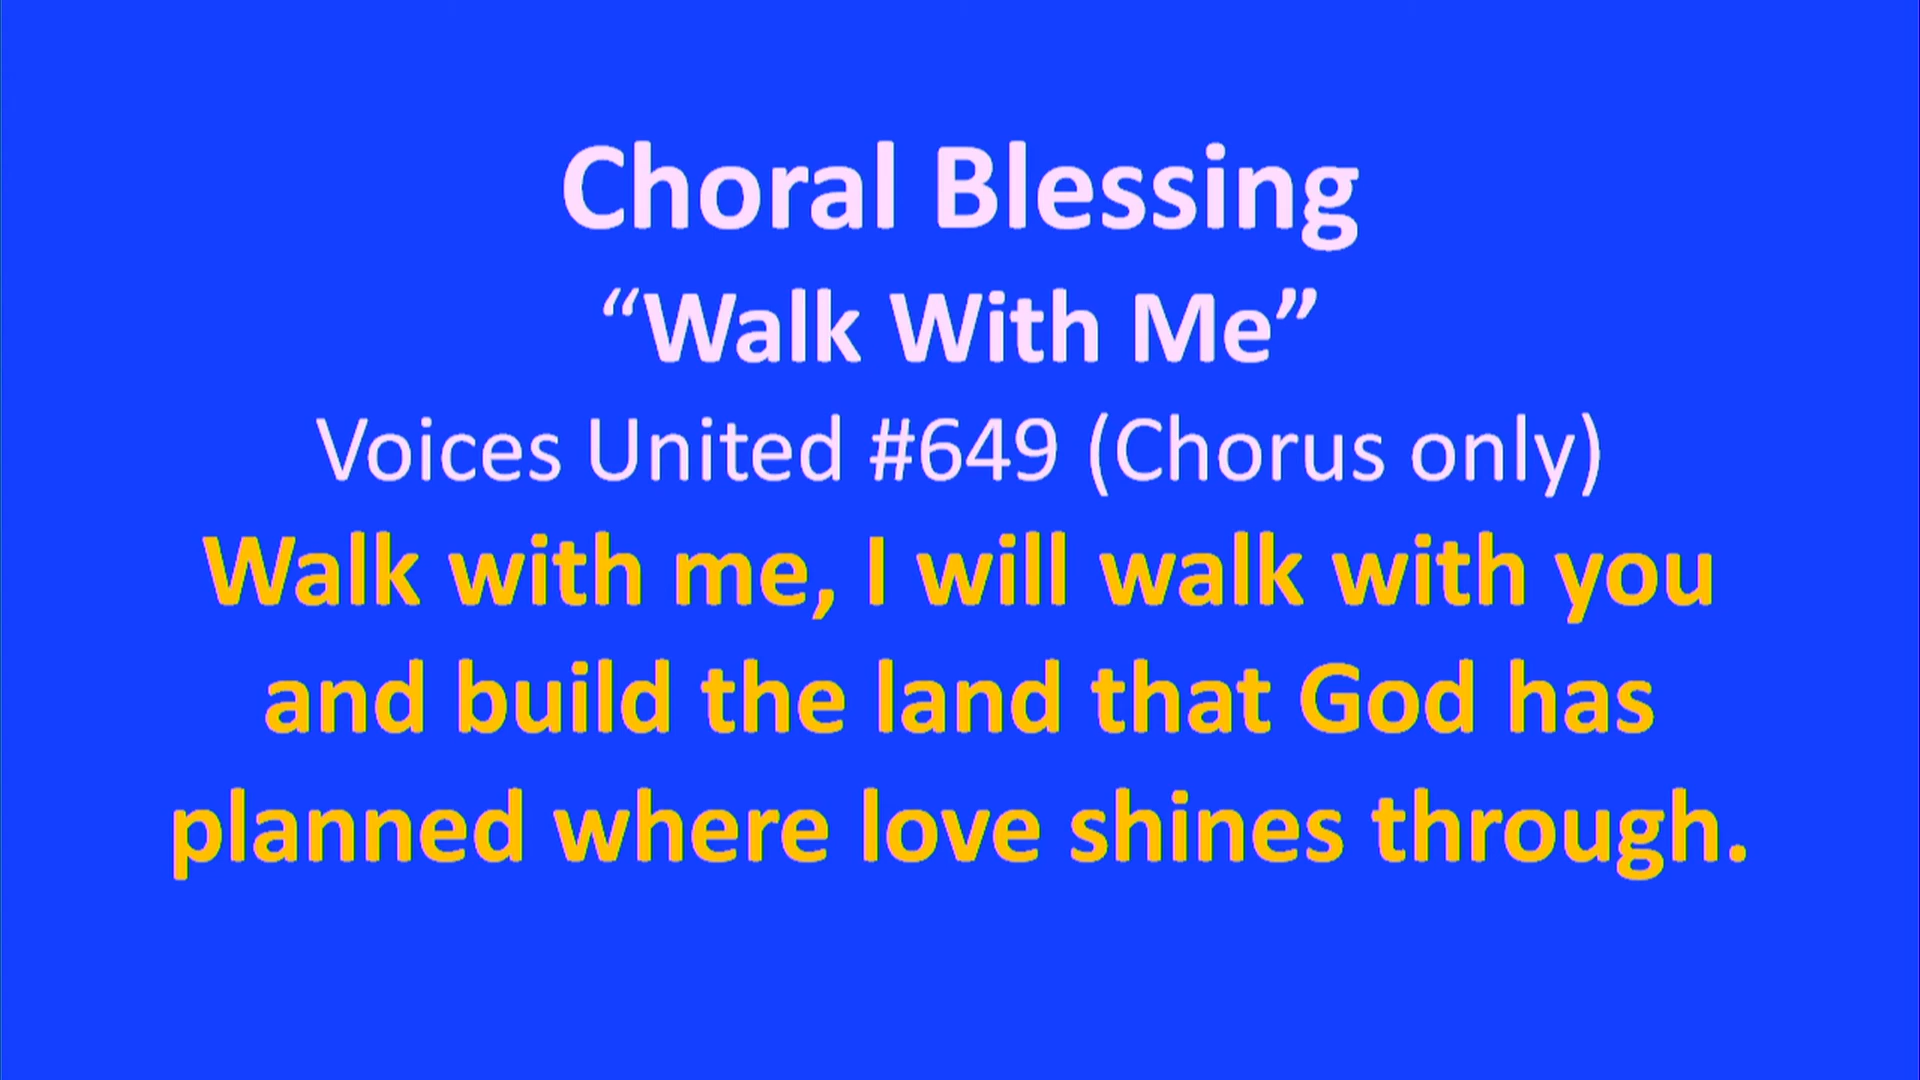 Choral Blessing
“Walk With Me”
Voices United #649 (Chorus only)
Walk with me, I will walk with you
and build the land that God has
planned where love shines through.